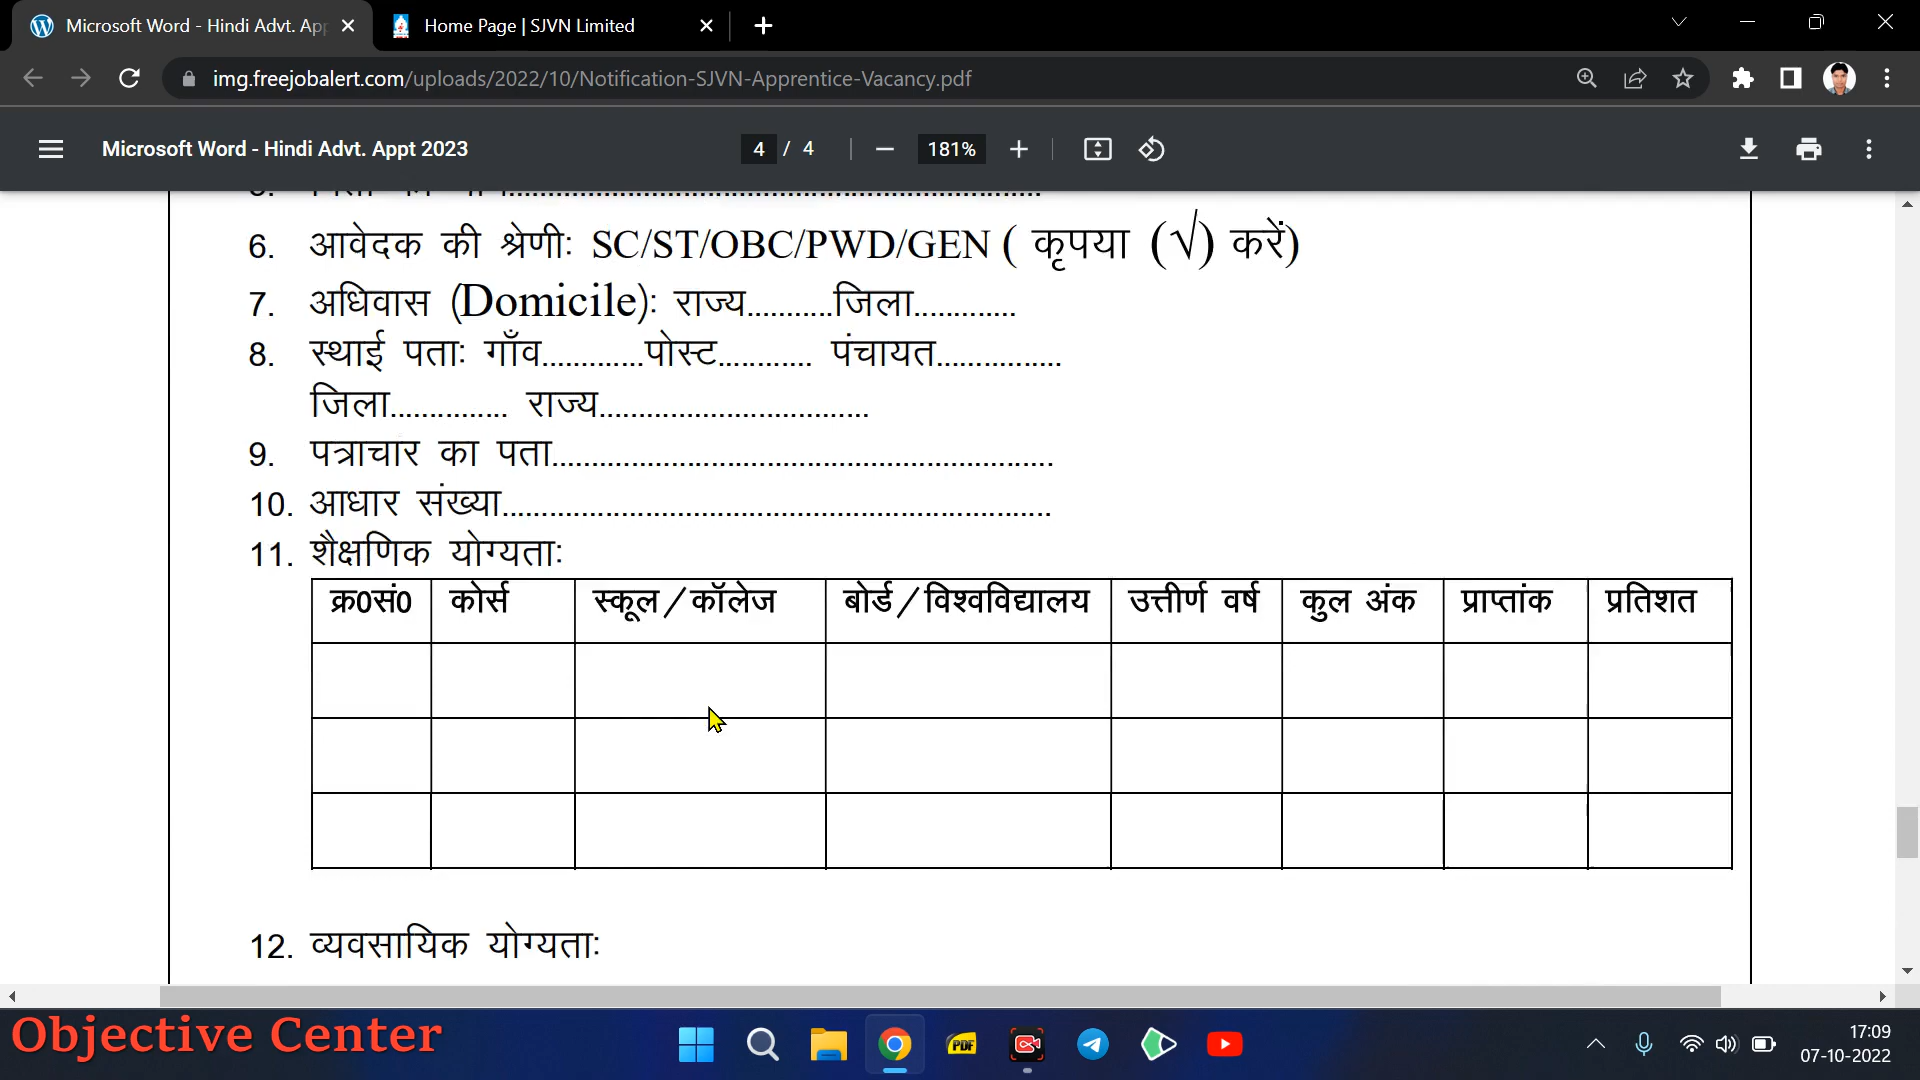 Microsoft Word - Hindi Advt. App
Home Page | SJVN Limited
img.freejobalert.com/uploads/2022/10/Notification-SJVN-Apprentice-Vacancy.pdf
Microsoft Word - Hindi Advt. Appt 2023
4 / 4
181%
6. आवेदक की श्रेणीः SC/ST/OBC/PWD/GEN ( कृपया (√) करें)
7. अधिवास (Domicile): राज्य...........जिला.............
8. स्थाई पताः गाँव.............पोस्ट............ पंचायत................
जिला............... राज्य..................................
9. पत्राचार का पता................................................................
10. आधार संख्या......................................................................
11. शैक्षणिक योग्यताः
क्र0सं0 कोर्स स्कूल/कॉलेज बोर्ड/विश्वविद्यालय उत्तीर्ण वर्ष कुल अंक प्राप्तांक प्रतिशत
12. व्यवसायिक योग्यताः
Objective Center
PDF
17:09
07-10-2022